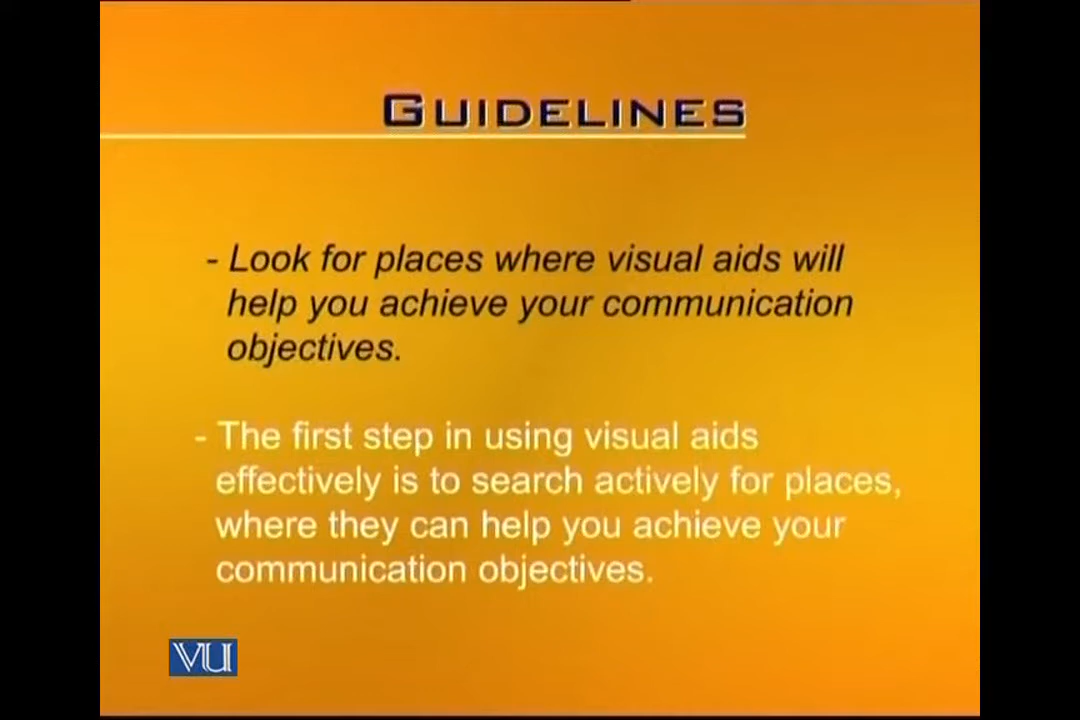 GUIDELINES
- Look for places where visual aids will
help you achieve your communication
objectives.
- The first step in using visual aids
effectively is to search actively for places,
where they can help you achieve your
communication objectives.
VU